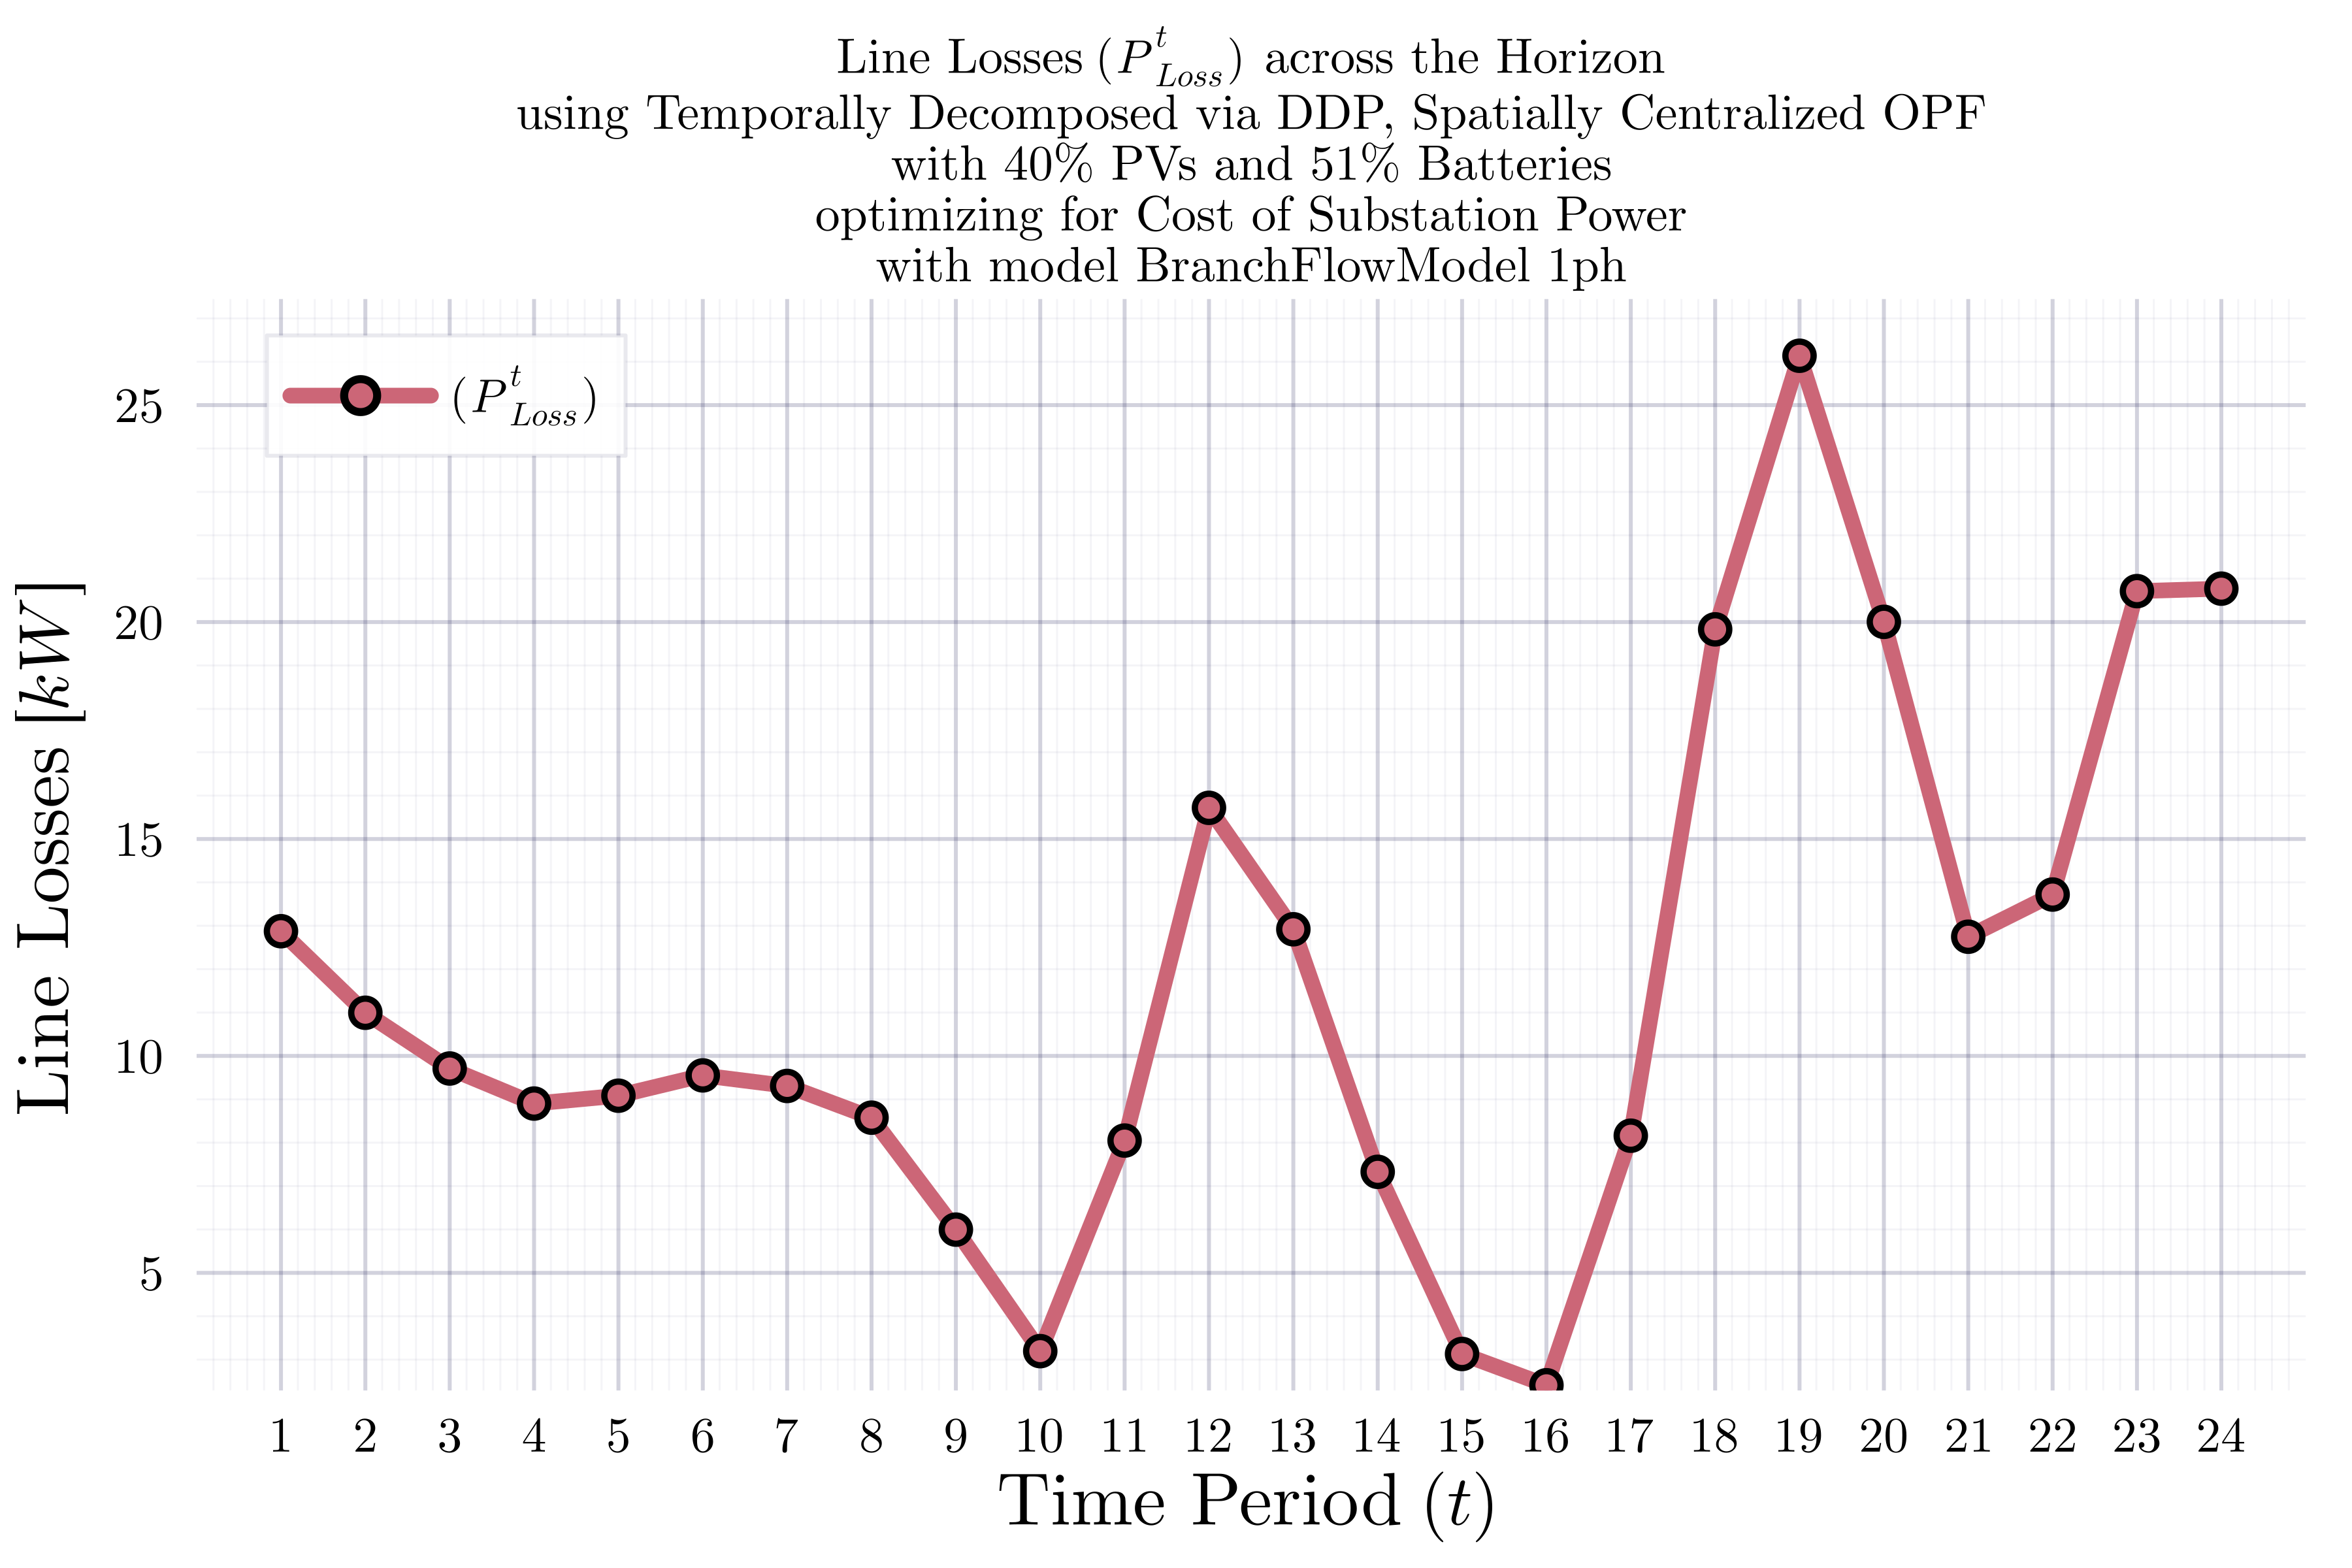 Line Losses (P^t_Loss) across the Horizon
using Temporally Decomposed via DDP, Spatially Centralized OPF
with 40% PVs and 51% Batteries
optimizing for Cost of Substation Power
with model BranchFlowModel 1ph
(P^t_Loss)
Line Losses [kW]
25
20
15
10
5
1 2 3 4 5 6 7 8 9 10 11 12 13 14 15 16 17 18 19 20 21 22 23 24
Time Period (t)